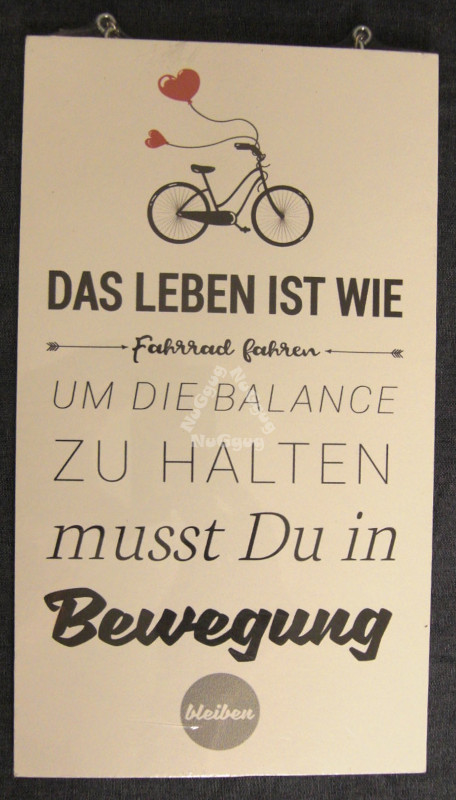 DAS LEBEN IST WIE
Fahrrad fahren
UM DIE BALANCE
ZU HALTEN
musst Du in
Bewegung
bleiben
NuGgug
NuGgug
NuGgug